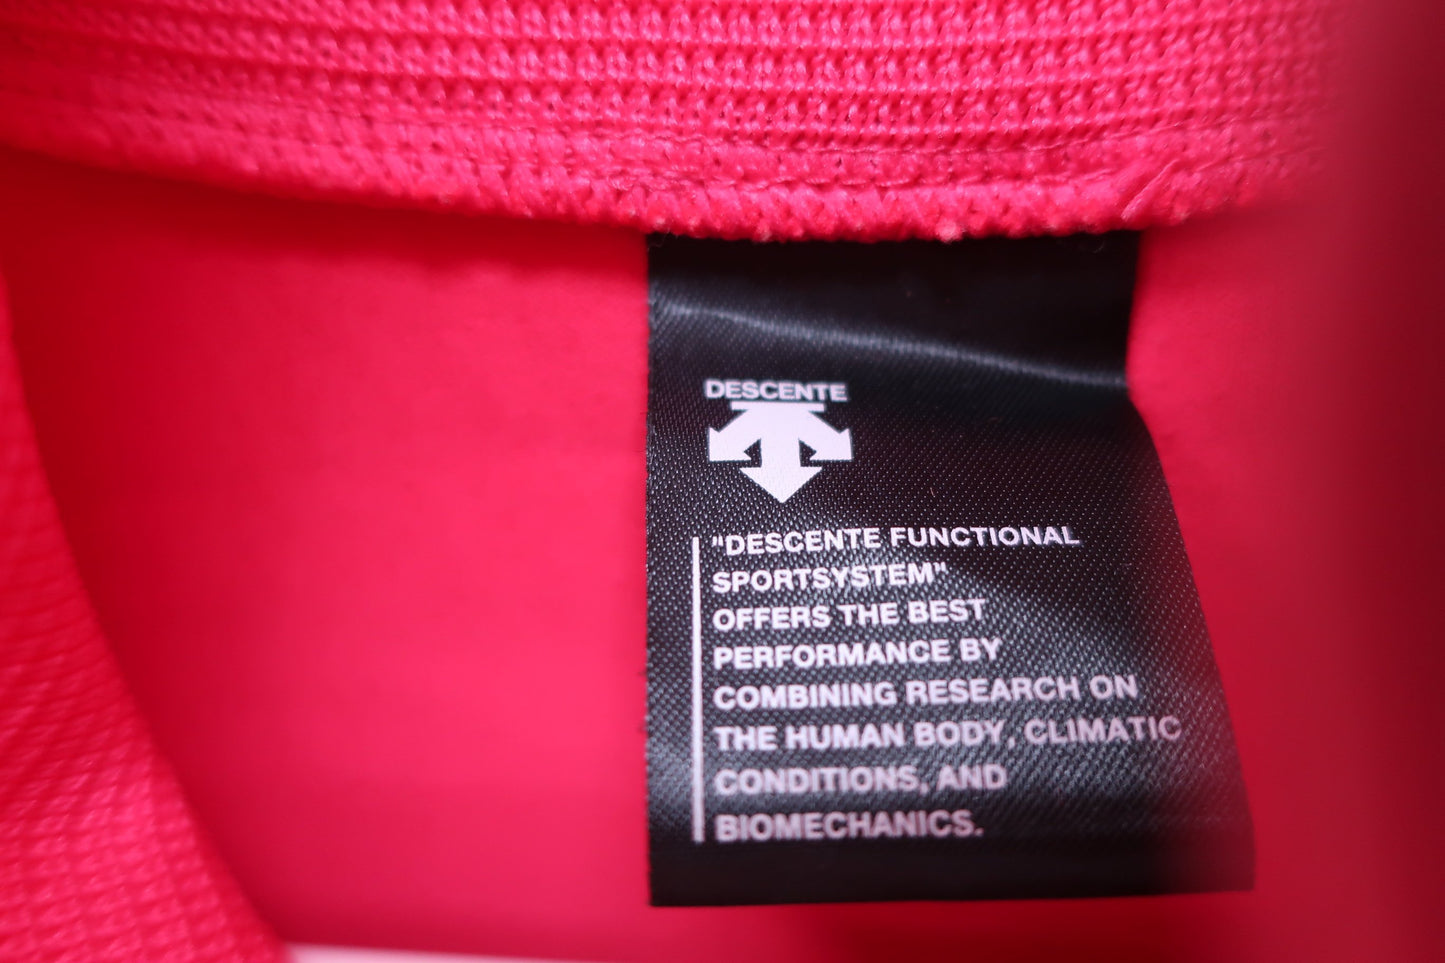 DESCENTE
"DESCENTE FUNCTIONAL
SPORTSYSTEM"
OFFERS THE BEST
PERFORMANCE BY
COMBINING RESEARCH ON
THE HUMAN BODY, CLIMATIC
CONDITIONS, AND
BIOMECHANICS.